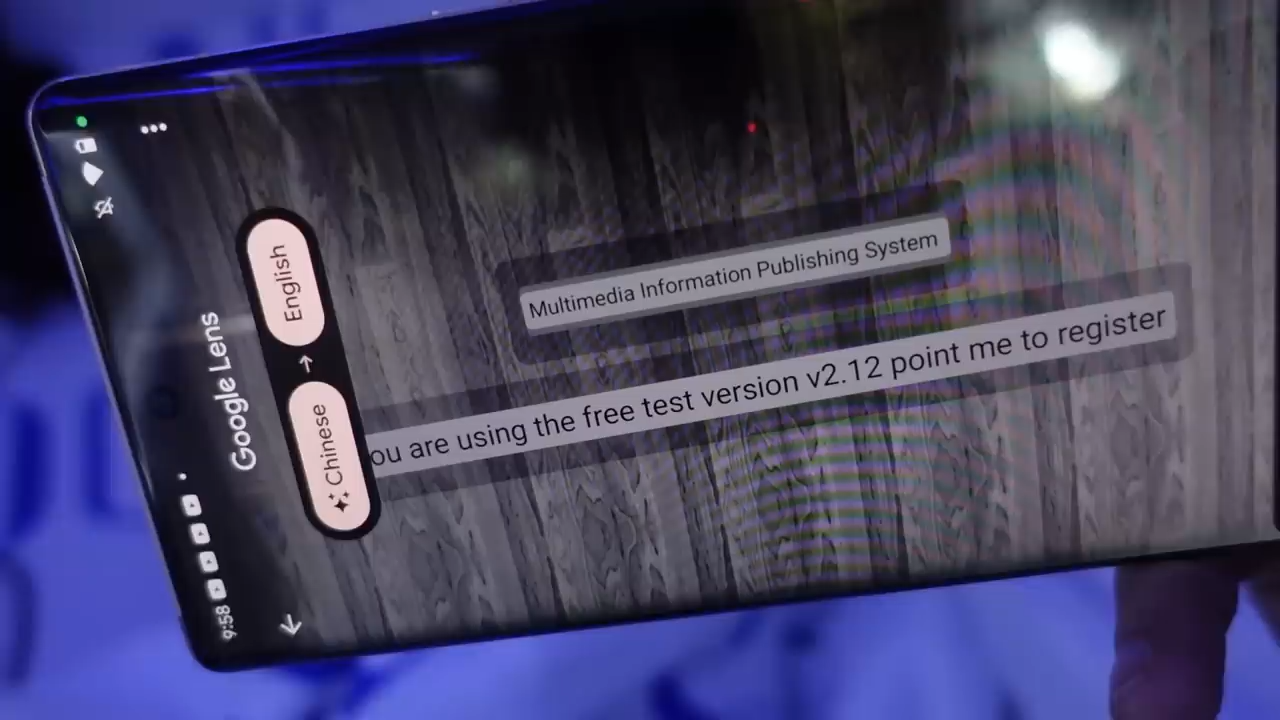 9:58
Google Lens
Chinese → English
Multimedia Information Publishing System
ou are using the free test version v2.12 point me to register